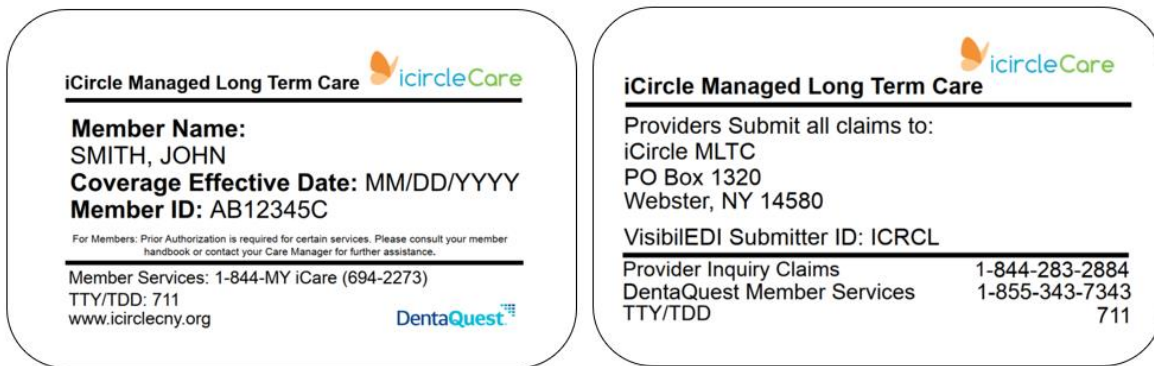 iCircle Managed Long Term Care
icircleCare
Member Name:
SMITH, JOHN
Coverage Effective Date: MM/DD/YYYY
Member ID: AB12345C
For Members: Prior Authorization is required for certain services. Please consult your member
handbook or contact your Care Manager for further assistance.
Member Services: 1-844-MY iCare (694-2273)
TTY/TDD: 711
www.icirclecny.org
DentaQuest
icircleCare
iCircle Managed Long Term Care
Providers Submit all claims to:
iCircle MLTC
PO Box 1320
Webster, NY 14580
VisibilEDI Submitter ID: ICRCL
Provider Inquiry Claims 1-844-283-2884
DentaQuest Member Services 1-855-343-7343
TTY/TDD 711